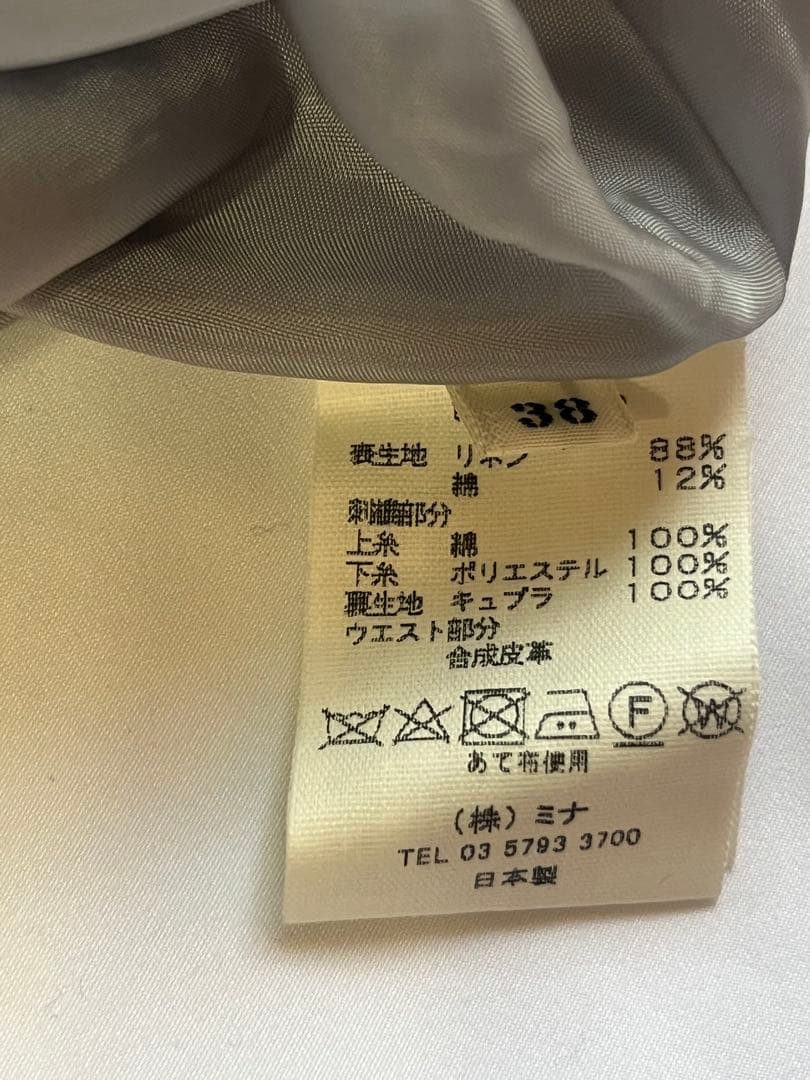 38
表生地 リネン 88%
綿 12%
刺繍部分
上糸 綿 100%
下糸 ポリエステル 100%
裏生地 キュプラ 100%
ウエスト部分
合成皮革
F W
あて布使用
(株)ミナ
TEL 03 5793 3700
日本製